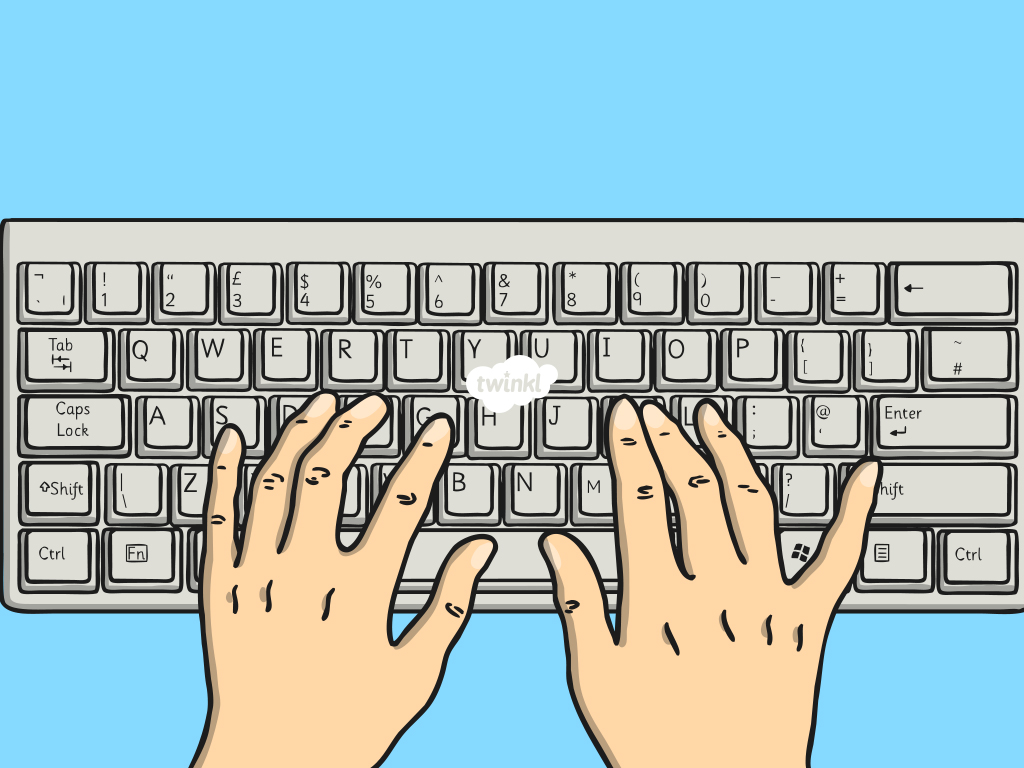 ¬ ! “ £ $ % ^ & * ( ) _ + 
` ¦ 1 2 3 4 5 6 7 8 9 0 - = ←
Tab Q W E R T Y U I O P { } ~
[ ] #
Caps A S D G H J L : @ Enter
Lock ; ‘
twinkl
⇧Shift | Z B N M ? hift
\ /
Ctrl Fn Ctrl